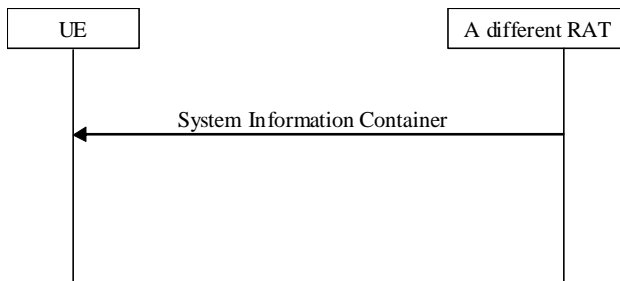 UE
A different RAT
System Information Container